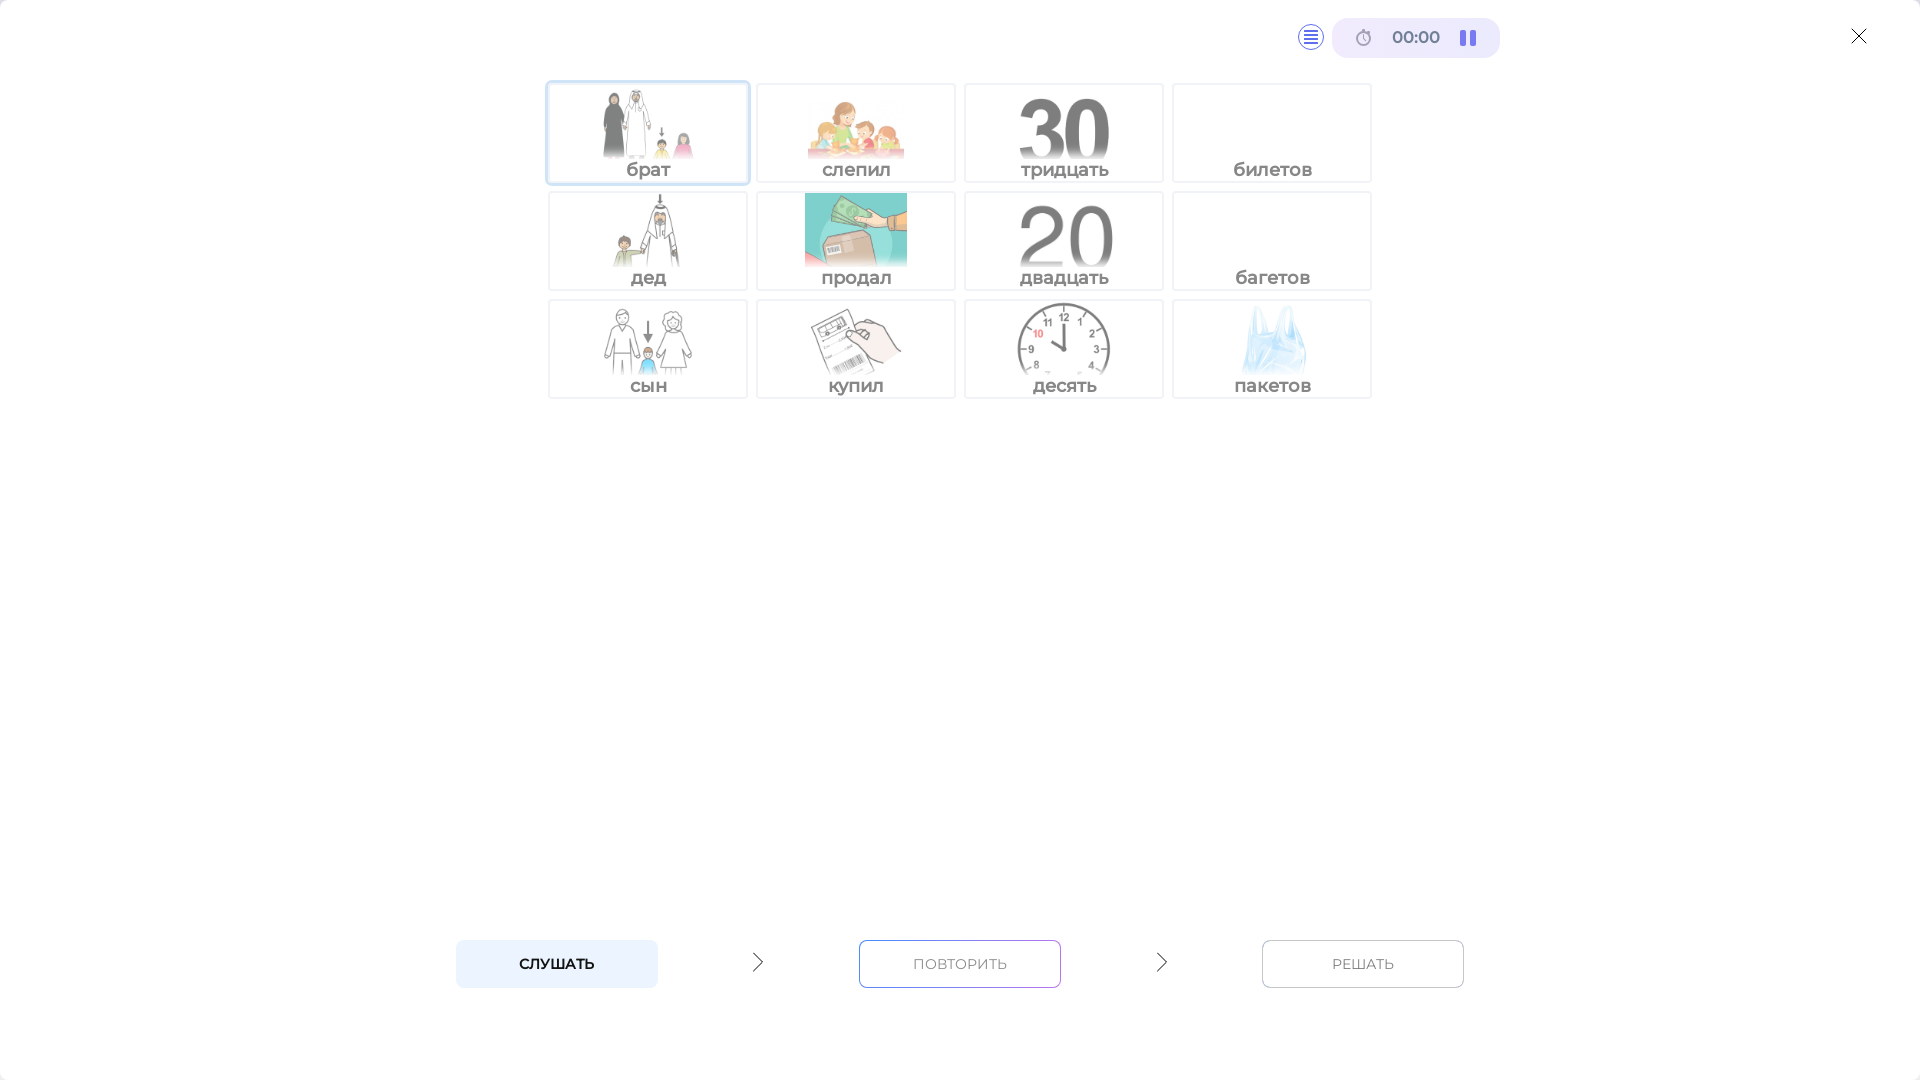 00:00
30
брат
слепил
тридцать
билетов
20
дед
продал
двадцать
багетов
12
11
1
10
2
9
3
8
4
сын
купил
десять
пакетов
СЛУШАТЬ
ПОВТОРИТЬ
РЕШАТЬ